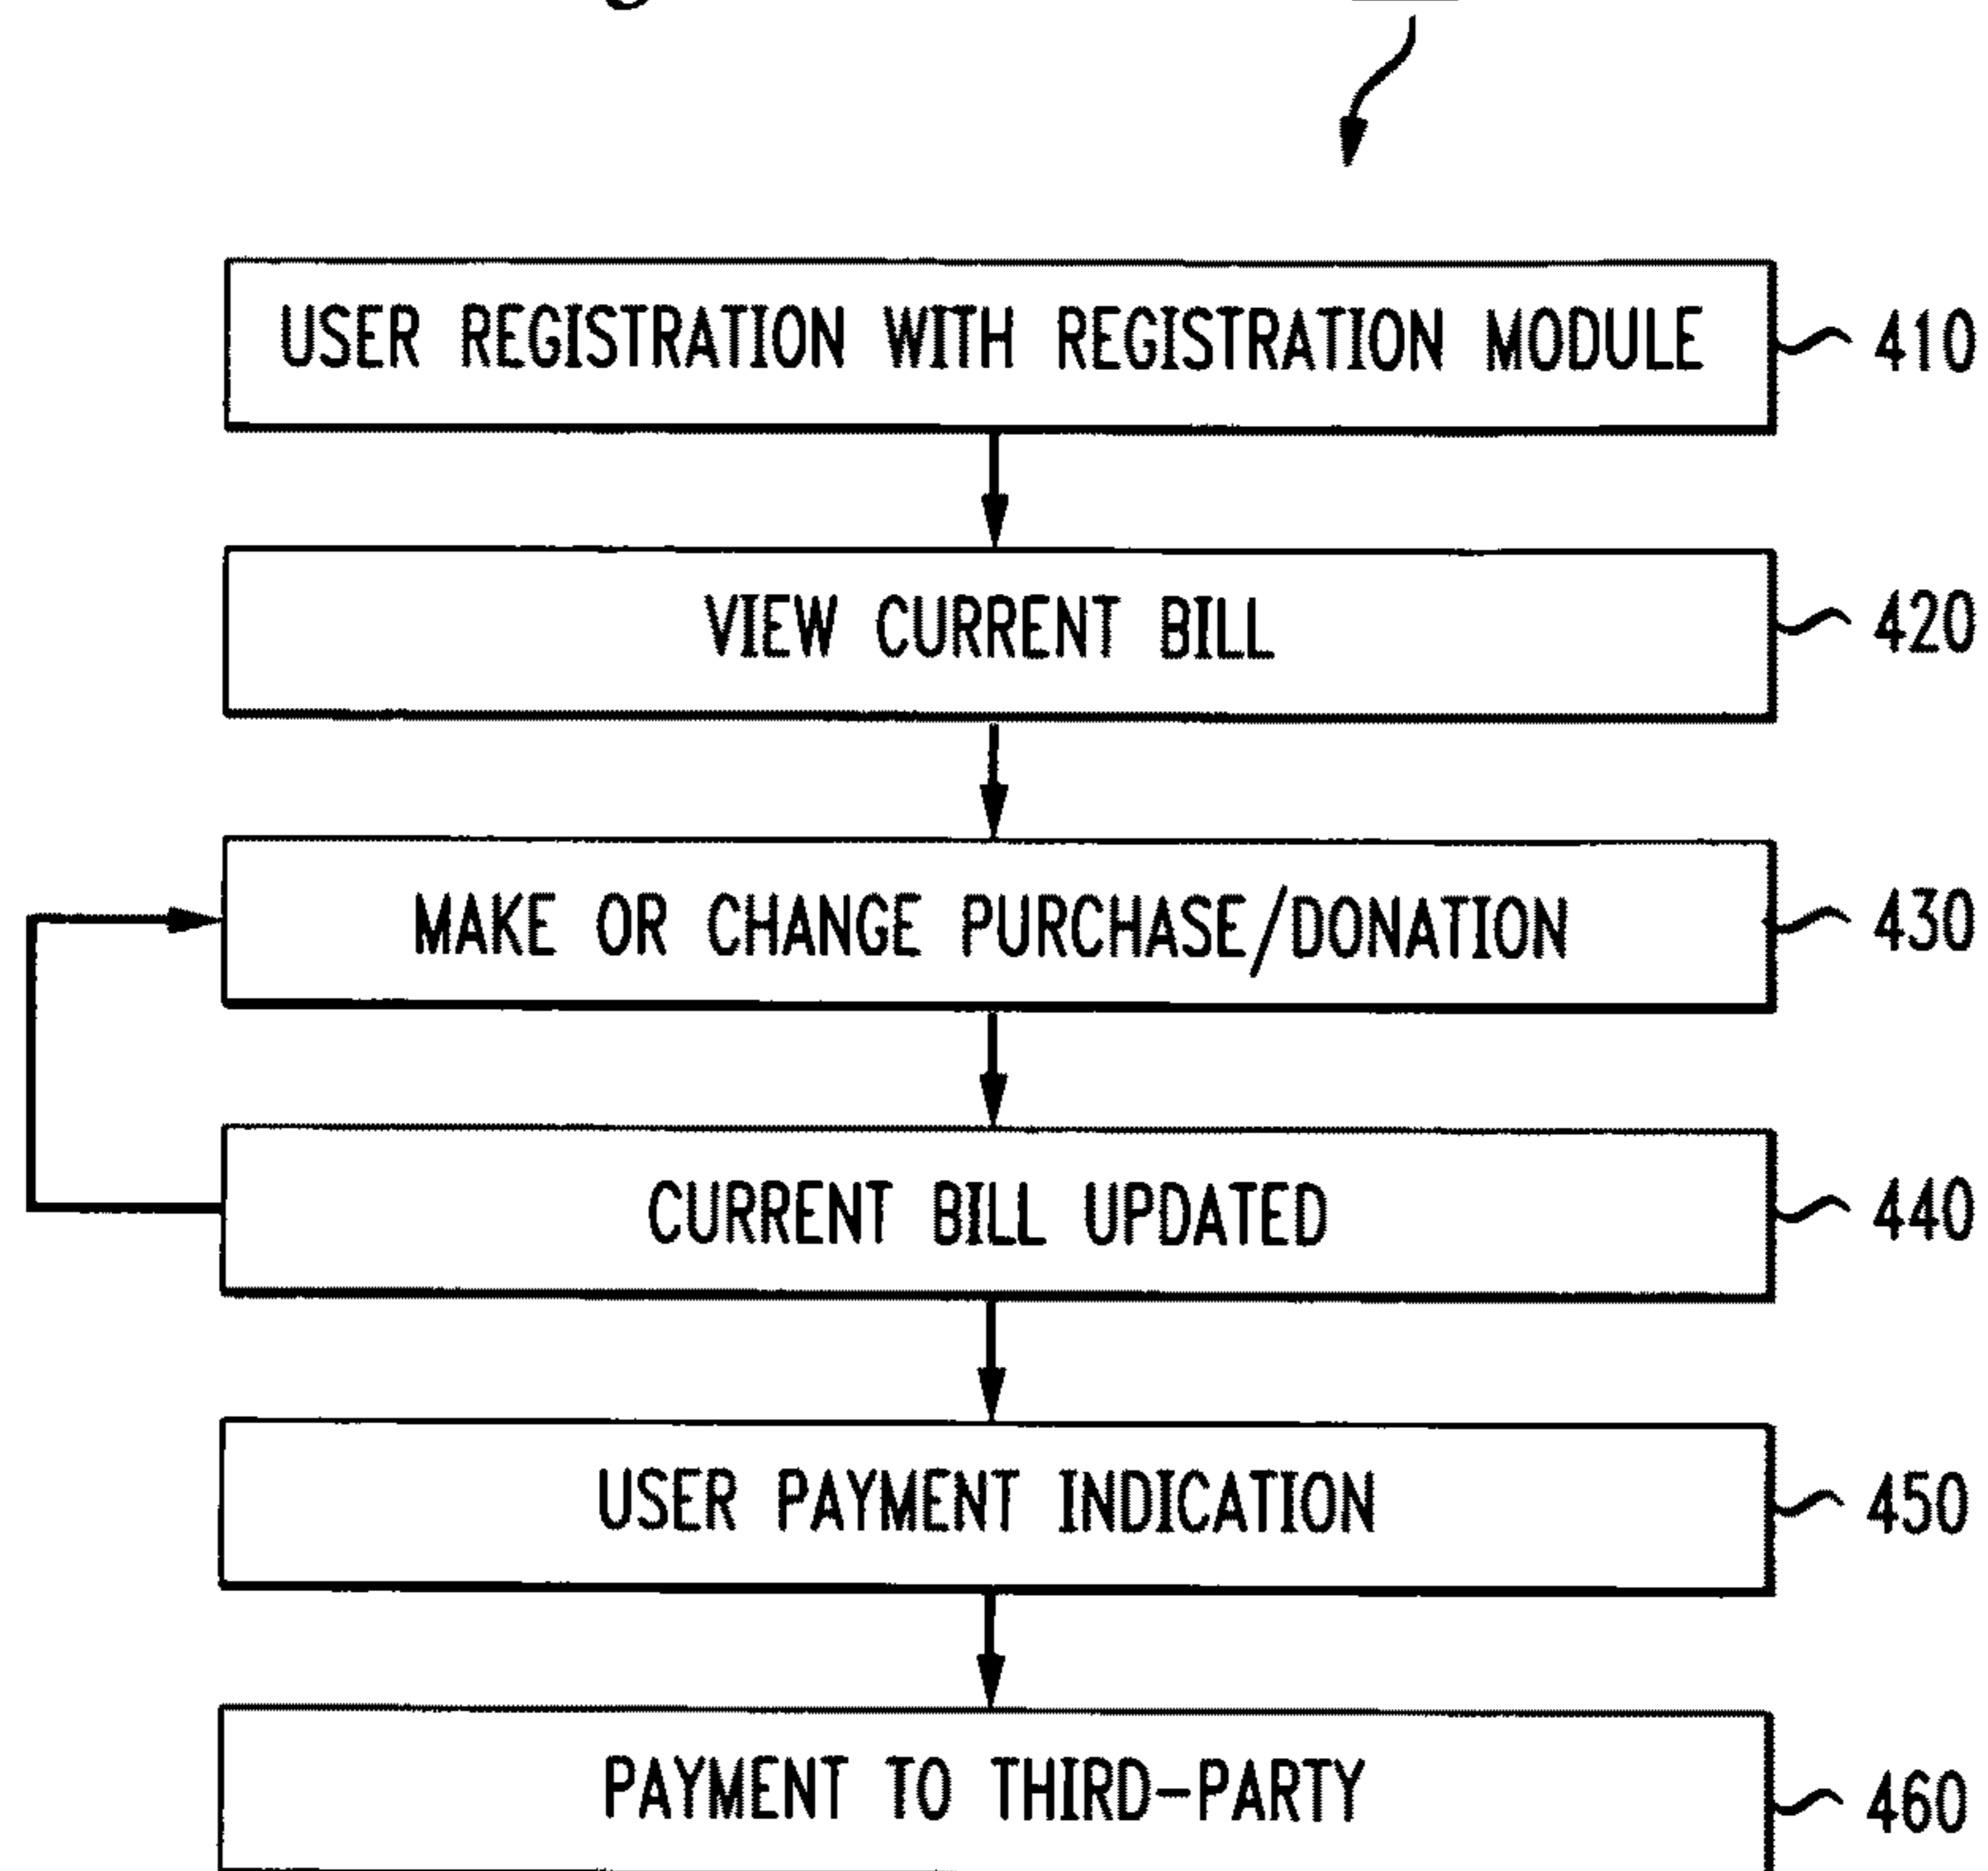 USER REGISTRATION WITH REGISTRATION MODULE
410
VIEW CURRENT BILL
420
MAKE OR CHANGE PURCHASE/DONATION
430
CURRENT BILL UPDATED
440
USER PAYMENT INDICATION
450
PAYMENT TO THIRD-PARTY
460